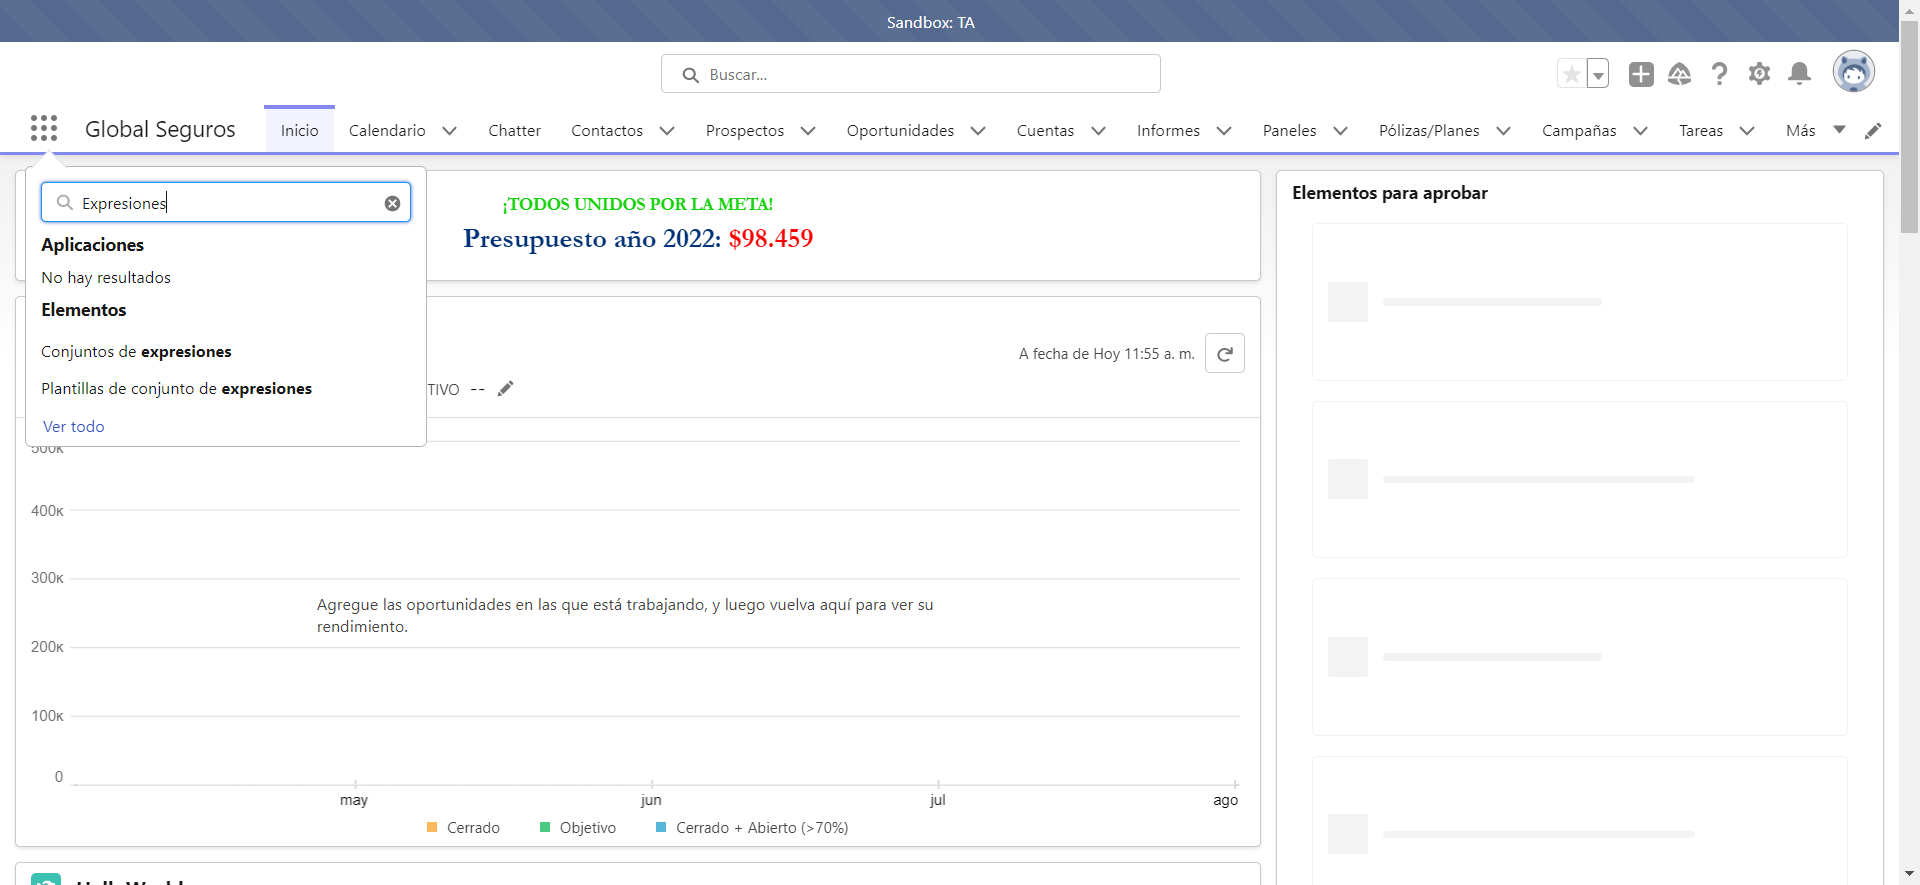 Sandbox: TA
Buscar...
Global Seguros
Inicio
Calendario
Chatter
Contactos
Prospectos
Oportunidades
Cuentas
Informes
Paneles
Pólizas/Planes
Campañas
Tareas
Más
Expresiones
Aplicaciones
No hay resultados
Elementos
Conjuntos de expresiones
Plantillas de conjunto de expresiones
Ver todo
¡TODOS UNIDOS POR LA META!
Presupuesto año 2022: $98.459
A fecha de Hoy 11:55 a. m.
TIVO --
500K
400K
300K
200K
100K
0
Agregue las oportunidades en las que está trabajando, y luego vuelva aquí para ver su
rendimiento.
may
jun
jul
ago
Cerrado
Objetivo
Cerrado + Abierto (>70%)
Elementos para aprobar